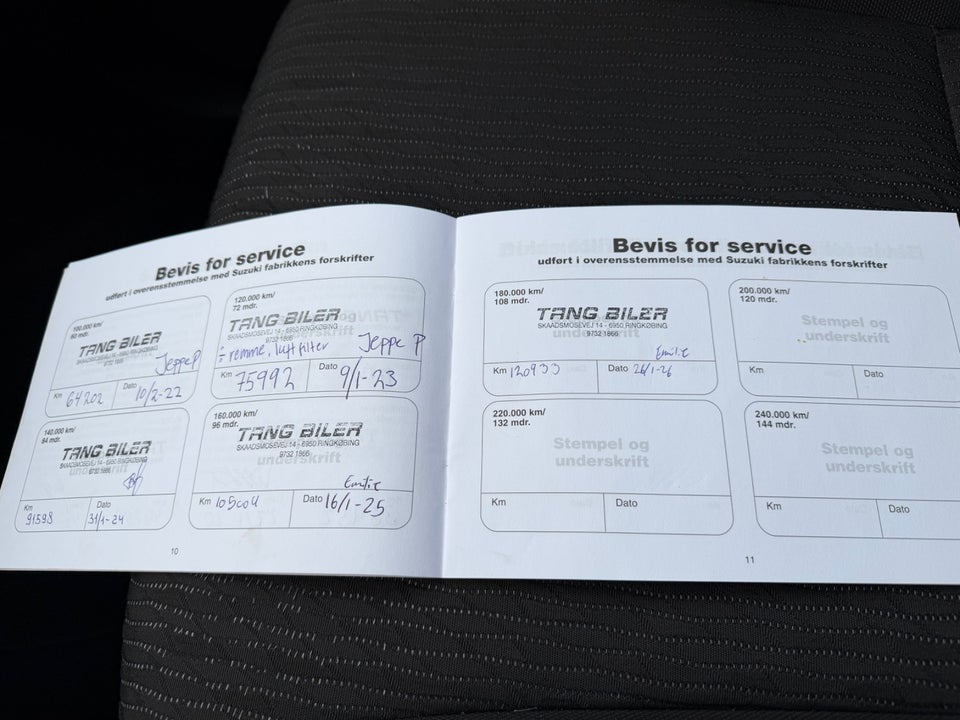 Bevis for service
udført i overensstemmelse med Suzuki fabrikkens forskrifter
100.000 km/
60 mdr.
TANG BILER
SKAADSMOSEVEJ 14 - 6950 RINGKØBING
9732 1866
Jeppe P
Km 64202 Dato 10/2-22
120.000 km/
72 mdr.
TANG BILER
SKAADSMOSEVEJ 14 - 6950 RINGKØBING
9732 1866
remme, luftfilter Jeppe P
Km 75992 Dato 9/1-23
140.000 km/
84 mdr.
TANG BILER
SKAADSMOSEVEJ 14 - 6950 RINGKØBING
9732 1866
Km 91598 Dato 31/1-24
160.000 km/
96 mdr.
TANG BILER
SKAADSMOSEVEJ 14 - 6950 RINGKØBING
9732 1866
underskrift
Emilie
Km Dato 16/1-25
10
Bevis for service
udført i overensstemmelse med Suzuki fabrikkens forskrifter
180.000 km/
108 mdr.
TANG BILER
SKAADSMOSEVEJ 14 - 6950 RINGKØBING
9732 1866
underskrift
Emilie
Km 120933 Dato 26/1-26
200.000 km/
120 mdr.
Stempel og
underskrift
Km Dato
220.000 km/
132 mdr.
Stempel og
underskrift
Km Dato
240.000 km/
144 mdr.
Stempel og
underskrift
Km Dato
11